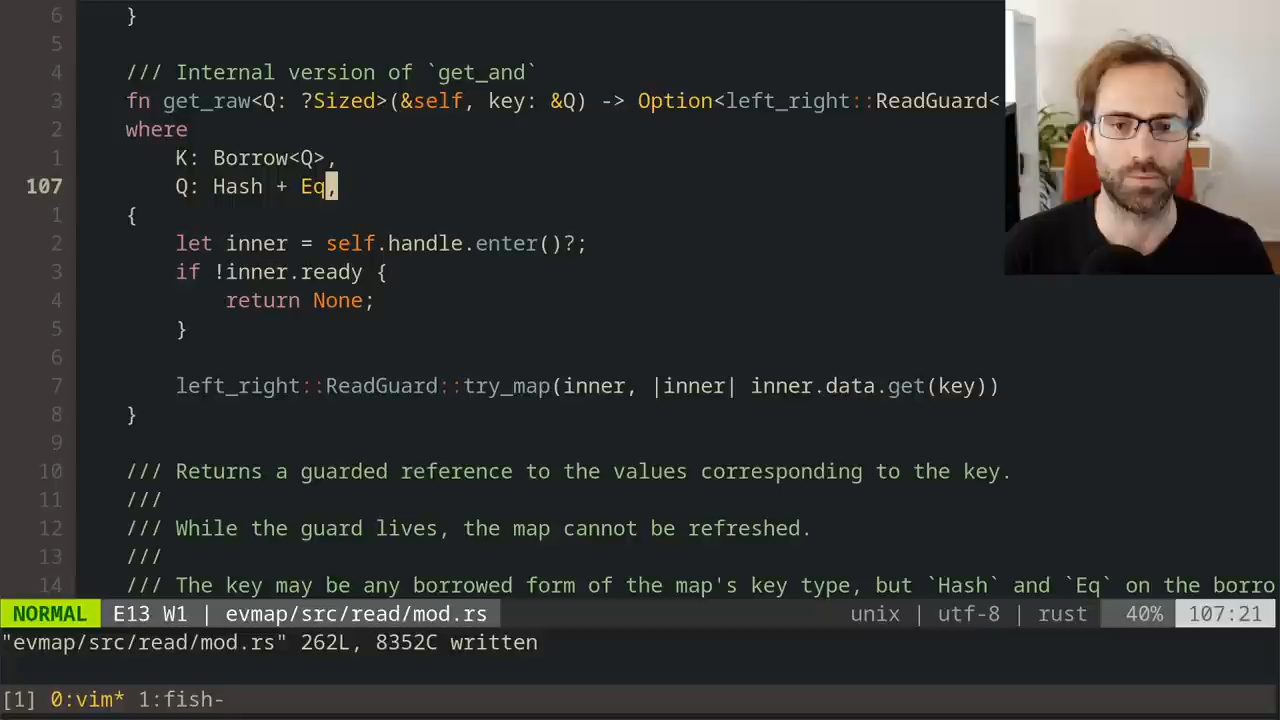 6 }
5
4 /// Internal version of `get_and`
3 fn get_raw<Q: ?Sized>(&self, key: &Q) -> Option<left_right::ReadGuard<
2 where
1 K: Borrow<Q>,
107 Q: Hash + Eq,
1 {
2 let inner = self.handle.enter()?;
3 if !inner.ready {
4 return None;
5 }
6
7 left_right::ReadGuard::try_map(inner, |inner| inner.data.get(key))
8 }
9
10 /// Returns a guarded reference to the values corresponding to the key.
11 ///
12 /// While the guard lives, the map cannot be refreshed.
13 ///
14 /// The key may be any borrowed form of the map's key type, but `Hash` and `Eq` on the borro
NORMAL E13 W1 | evmap/src/read/mod.rs unix | utf-8 | rust 40% 107:21
"evmap/src/read/mod.rs" 262L, 8352C written
[1] 0:vim* 1:fish-